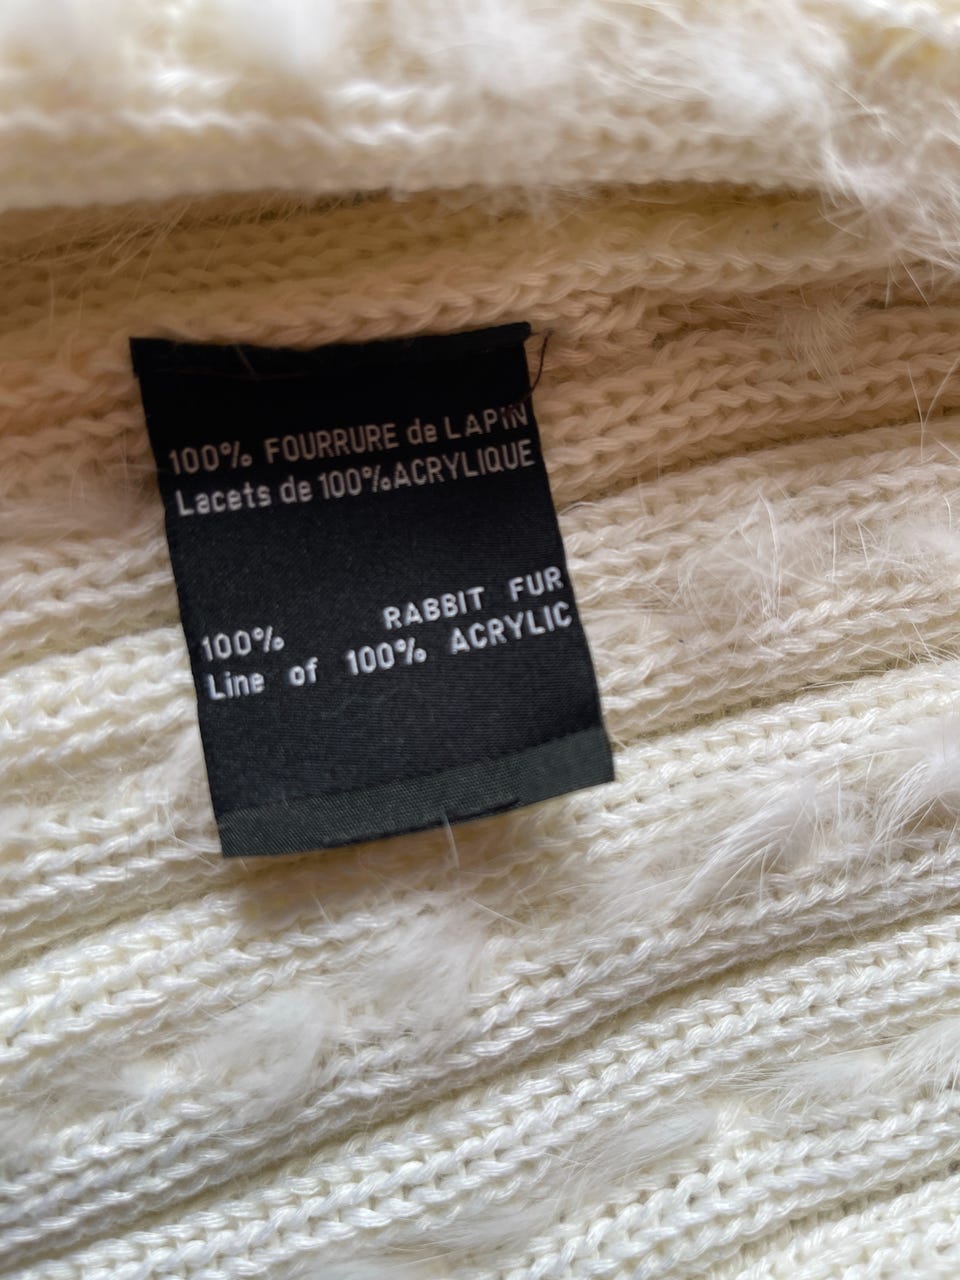 100% FOURRURE de LAPIN
Lacets de 100% ACRYLIQUE
100% RABBIT FUR
Line of 100% ACRYLIC